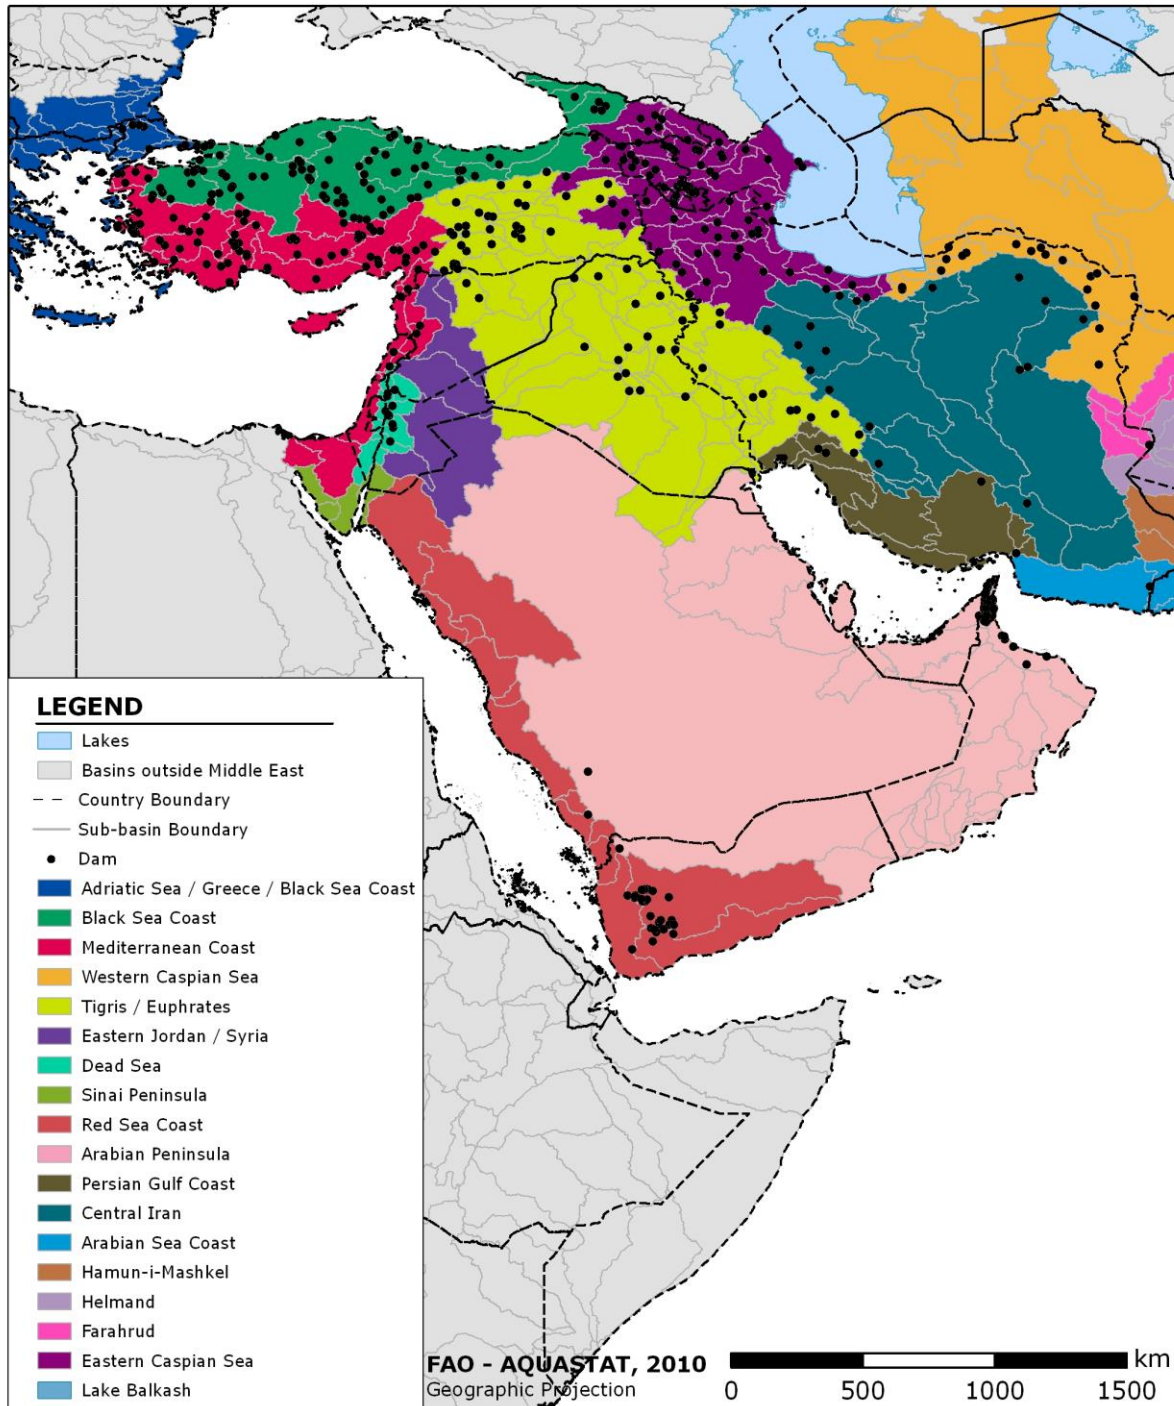 LEGEND
Lakes
Basins outside Middle East
Country Boundary
Sub-basin Boundary
Dam
Adriatic Sea / Greece / Black Sea Coast
Black Sea Coast
Mediterranean Coast
Western Caspian Sea
Tigris / Euphrates
Eastern Jordan / Syria
Dead Sea
Sinai Peninsula
Red Sea Coast
Arabian Peninsula
Persian Gulf Coast
Central Iran
Arabian Sea Coast
Hamun-i-Mashkel
Helmand
Farahrud
Eastern Caspian Sea
Lake Balkash
FAO - AQUASTAT, 2010
Geographic Projection
km
0 500 1000 1500